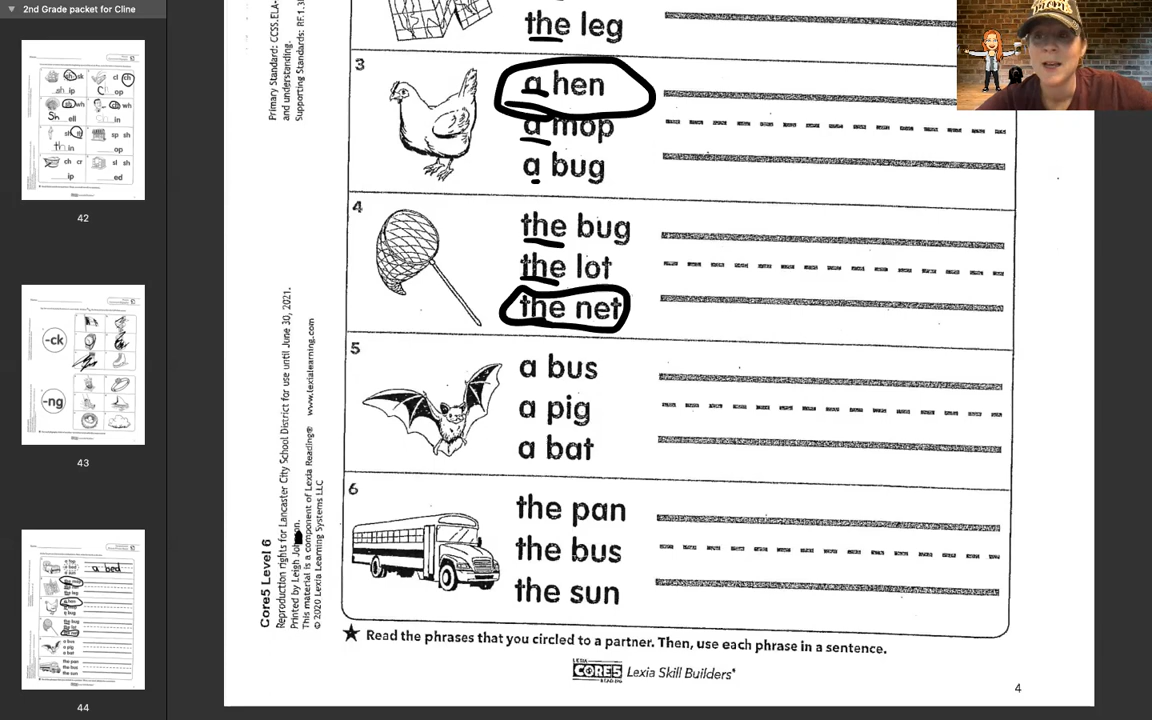 2nd Grade packet for Cline
42
43
44
-ck
-ng
a bed
Primary Standard: CCSS.ELA-
and understanding.
Supporting Standards: RF.1.3
the leg
3
a hen
a mop
a bug
4
the bug
the lot
the net
5
a bus
a pig
a bat
6
the pan
the bus
the sun
Core5 Level 6
Reproduction rights for Lancaster City School District for use until June 30, 2021.
Printed by Leigh
This material is a component of Lexia Reading® www.lexialearning.com
© 2020 Lexia Learning Systems LLC
★ Read the phrases that you circled to a partner. Then, use each phrase in a sentence.
LEXIA CORE5 READING Lexia Skill Builders®
4